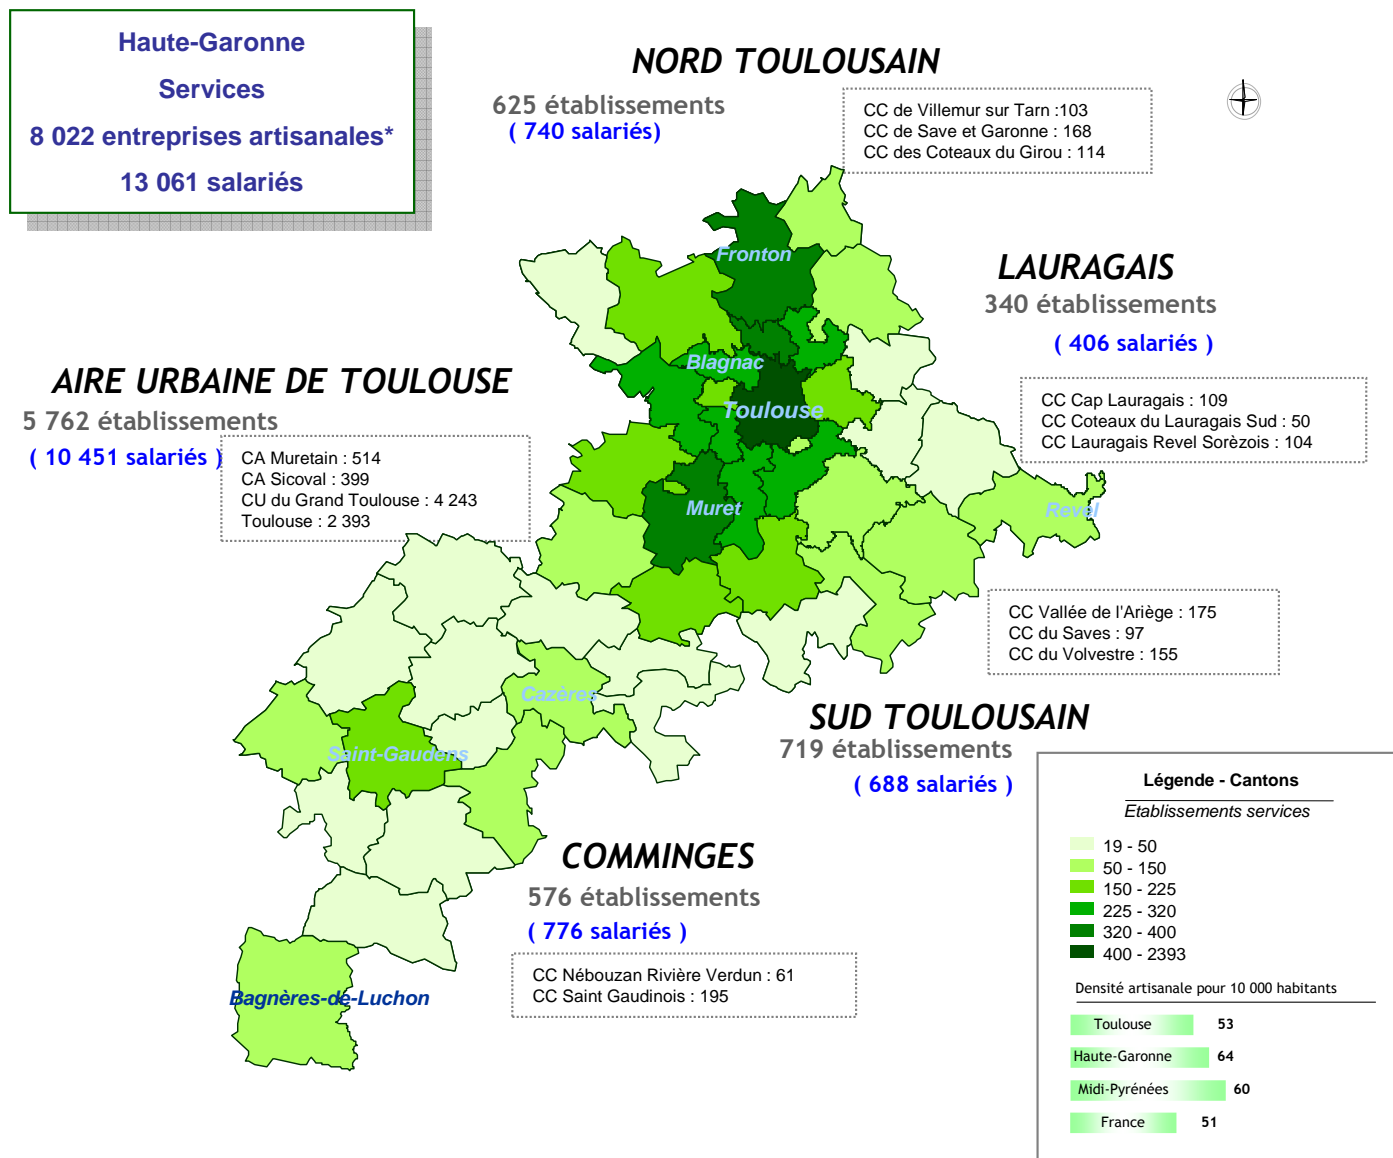 Haute-Garonne
Services
8 022 entreprises artisanales*
13 061 salariés
NORD TOULOUSAIN
625 établissements
( 740 salariés)
CC de Villemur sur Tarn :103
CC de Save et Garonne : 168
CC des Coteaux du Girou : 114
Fronton
LAURAGAIS
340 établissements
( 406 salariés )
CC Cap Lauragais : 109
CC Coteaux du Lauragais Sud : 50
CC Lauragais Revel Sorèzois : 104
Blagnac
AIRE URBAINE DE TOULOUSE
5 762 établissements
( 10 451 salariés )
CA Muretain : 514
CA Sicoval : 399
CU du Grand Toulouse : 4 243
Toulouse : 2 393
Toulouse
Muret
Revel
CC Vallée de l'Ariège : 175
CC du Saves : 97
CC du Volvestre : 155
Cazères
SUD TOULOUSAIN
719 établissements
( 688 salariés )
Saint-Gaudens
COMMINGES
576 établissements
( 776 salariés )
CC Nébouzan Rivière Verdun : 61
CC Saint Gaudinois : 195
Bagnères-de-Luchon
Légende - Cantons
Etablissements services
19 - 50
50 - 150
150 - 225
225 - 320
320 - 400
400 - 2393
Densité artisanale pour 10 000 habitants
Toulouse 53
Haute-Garonne 64
Midi-Pyrénées 60
France 51